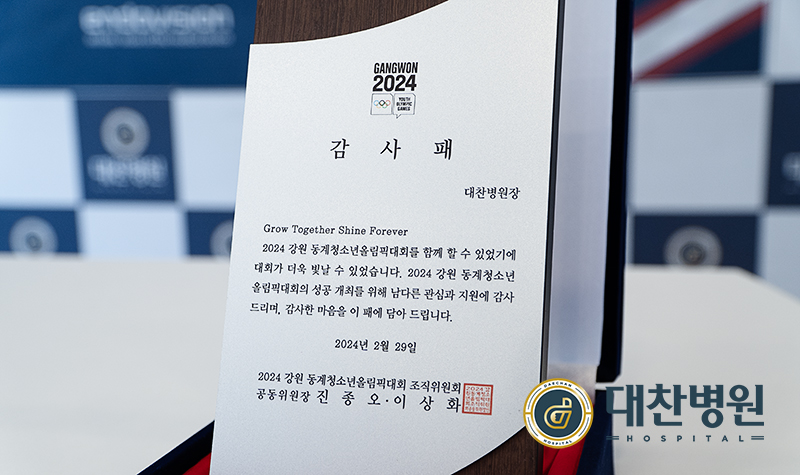 endovision
GANGWON
2024
YOUTH
OLYMPIC
GAMES
감 사 패
대찬병원장
Grow Together Shine Forever
2024 강원 동계청소년올림픽대회를 함께 할 수 있었기에
대회가 더욱 빛날 수 있었습니다. 2024 강원 동계청소년
올림픽대회의 성공 개최를 위해 남다른 관심과 지원에 감사
드리며, 감사한 마음을 이 패에 담아 드립니다.
2024년 2월 29일
2024 강원 동계청소년올림픽대회 조직위원회
공동위원장 진 종 오 · 이 상 화
DAECHAN
HOSPITAL
대찬병원
HOSPITAL